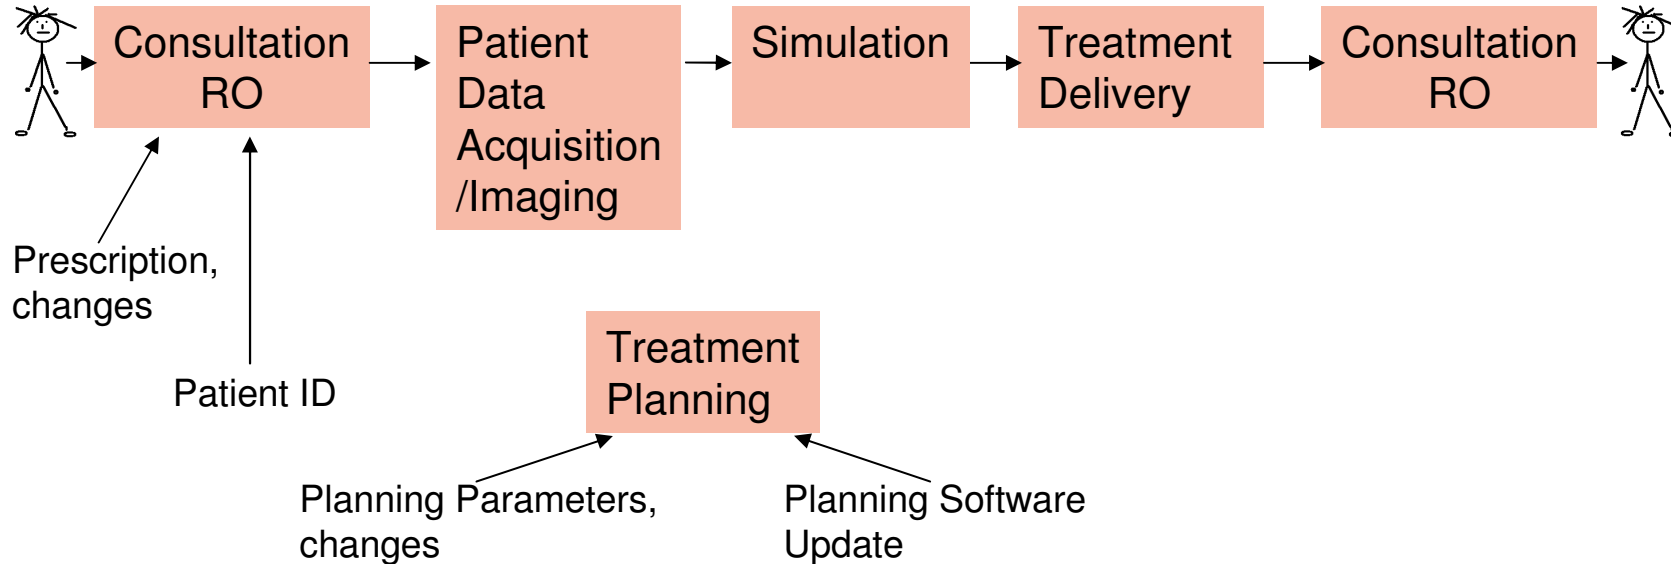 Consultation
RO
Patient
Data
Acquisition
/Imaging
Simulation
Treatment
Delivery
Consultation
RO
Prescription,
changes
Patient ID
Treatment
Planning
Planning Parameters,
changes
Planning Software
Update